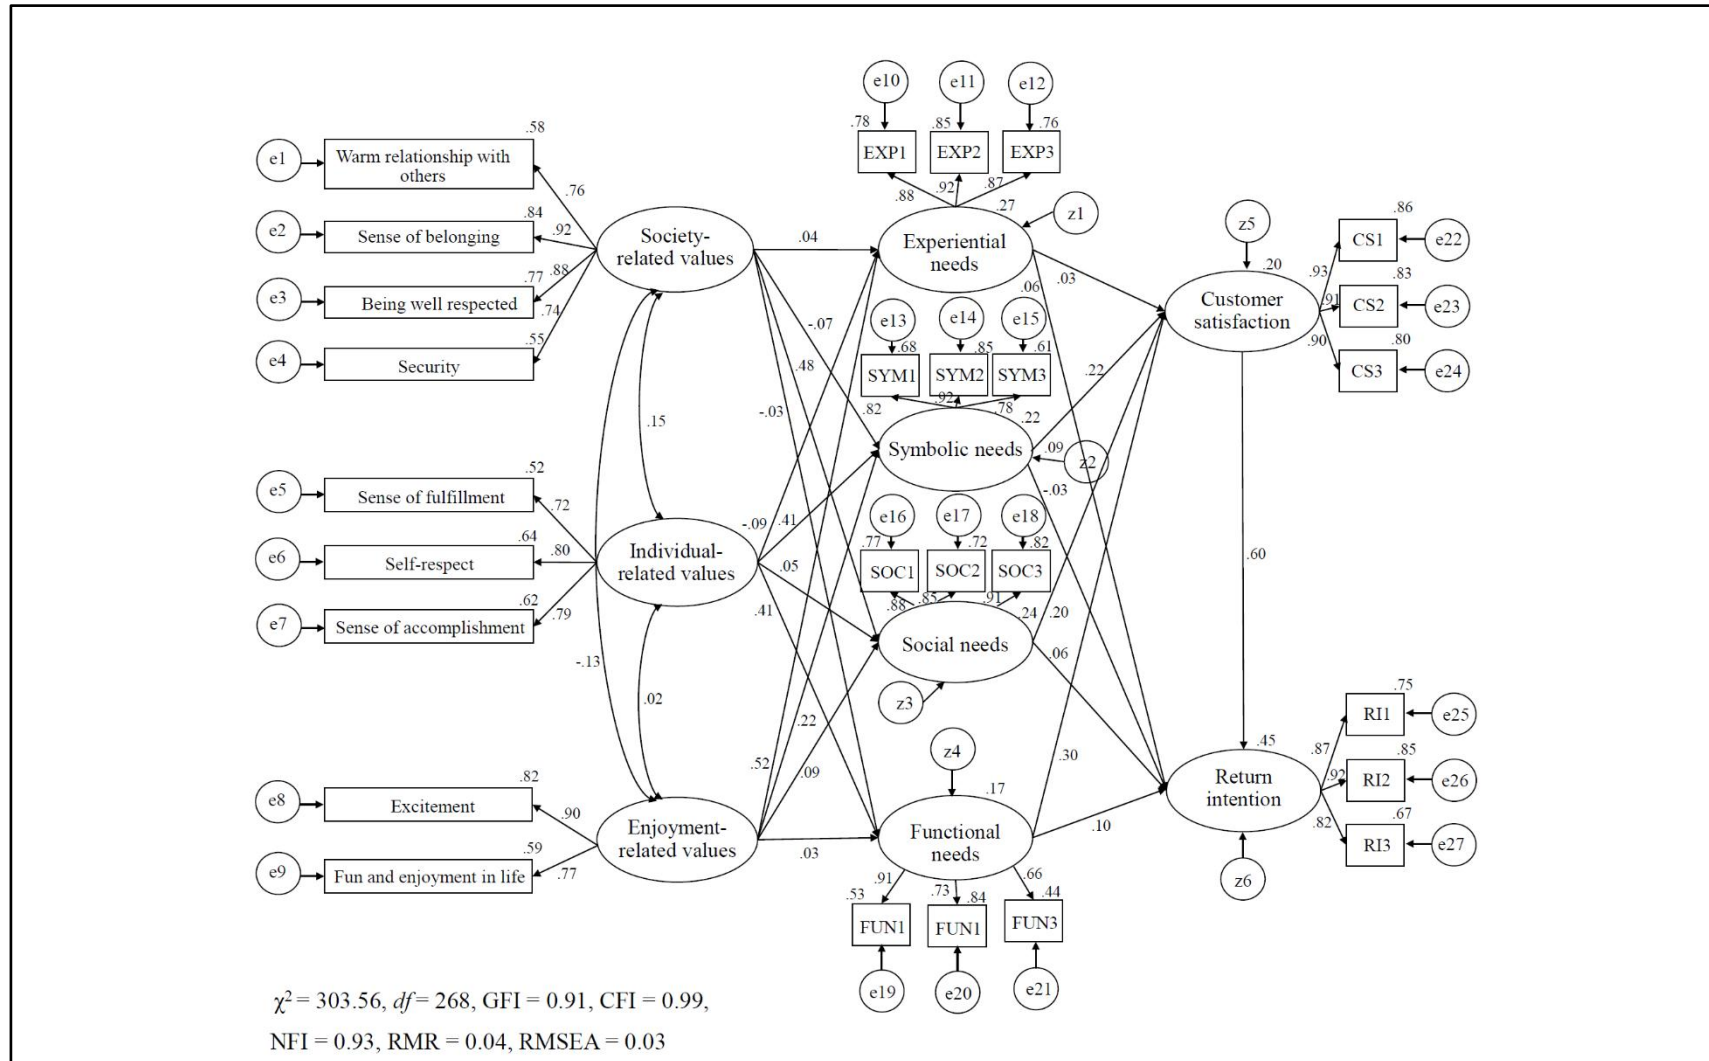 e10
e11
e12
.78
.85
.76
EXP1
EXP2
EXP3
.88
.92
.87
.27
z1
e1
.58
Warm relationship with
others
.76
e2
.84
Sense of belonging
.92
e3
.77
Being well respected
.88
e4
.55
Security
.74
Society-
related values
.04
-.07
.48
-.03
Experiential
needs
.03
.06
e13
e14
e15
.68
.85
.61
SYM1
SYM2
SYM3
.82
.92
.78
.22
Symbolic needs
.09
z2
.22
-.03
z5
.20
Customer
satisfaction
.86
CS1
e22
.93
.83
CS2
e23
.91
.80
CS3
e24
.90
.15
e5
.52
Sense of fulfillment
.72
e6
.64
Self-respect
.80
e7
.62
Sense of accomplishment
.79
Individual-
related values
-.09
.41
.05
.41
e16
e17
e18
.77
.72
.82
SOC1
SOC2
SOC3
.88
.85
.91
.24
Social needs
z3
.20
.06
.60
-.13
.02
.22
.52
.09
e8
.82
Excitement
.90
e9
.59
Fun and enjoyment in life
.77
Enjoyment-
related values
.03
z4
.17
Functional
needs
.30
.10
.91
.73
.66
.53
.84
.44
FUN1
FUN1
FUN3
e19
e20
e21
.45
Return
intention
z6
.75
RI1
e25
.87
.85
RI2
e26
.92
.67
RI3
e27
.82
χ² = 303.56, df = 268, GFI = 0.91, CFI = 0.99,
NFI = 0.93, RMR = 0.04, RMSEA = 0.03